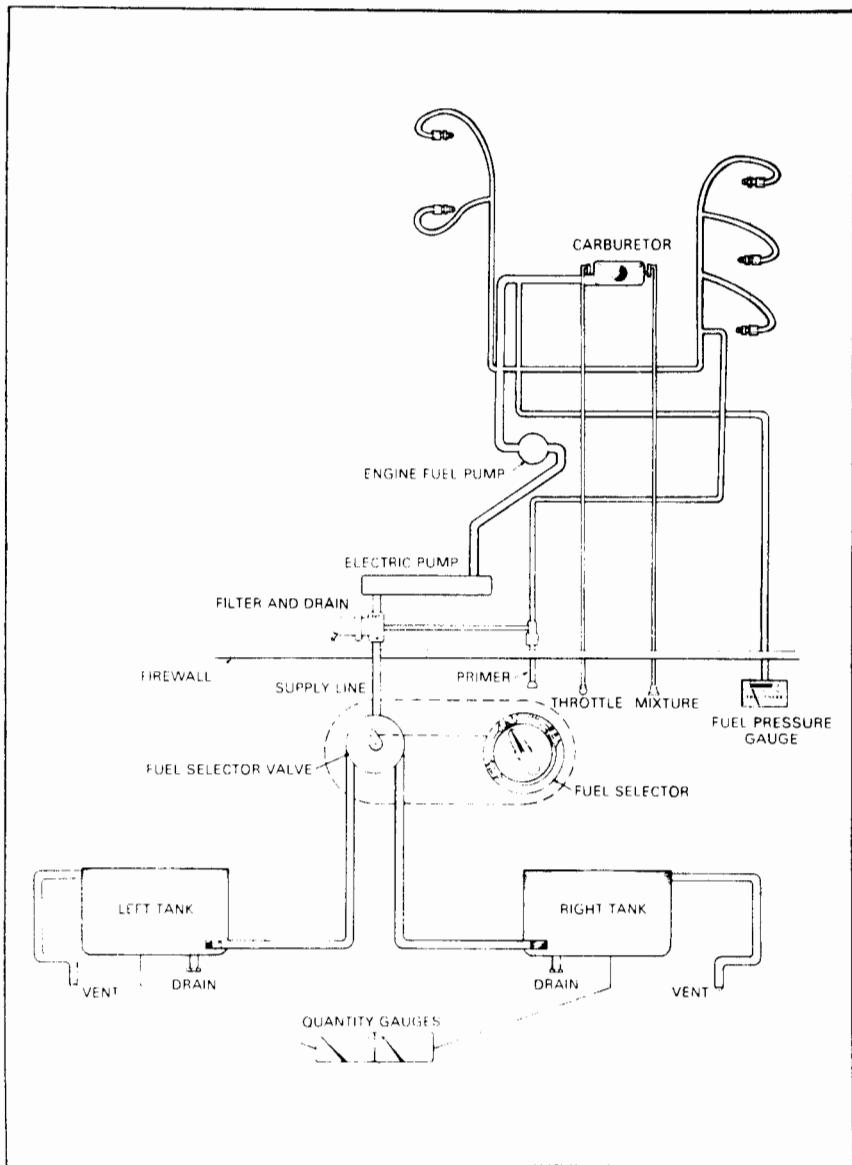 CARBURETOR
ENGINE FUEL PUMP
ELECTRIC PUMP
FILTER AND DRAIN
FIREWALL
SUPPLY LINE
PRIMER
THROTTLE
MIXTURE
FUEL PRESSURE
GAUGE
FUEL SELECTOR VALVE
FUEL SELECTOR
LEFT TANK
RIGHT TANK
VENT
DRAIN
DRAIN
VENT
QUANTITY GAUGES